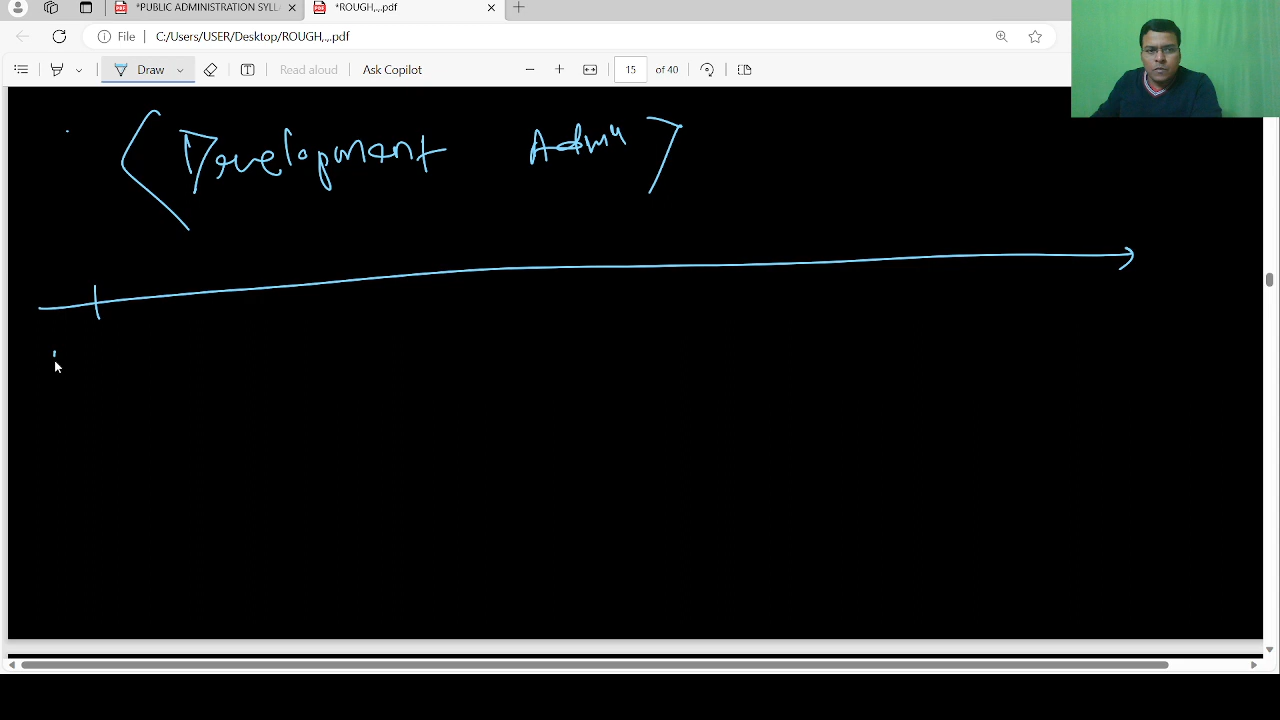 *PUBLIC ADMINISTRATION SYLLA
*ROUGH,,,.pdf
File
C:/Users/USER/Desktop/ROUGH,,,.pdf
Draw
Read aloud
Ask Copilot
15 of 40
Development Admn